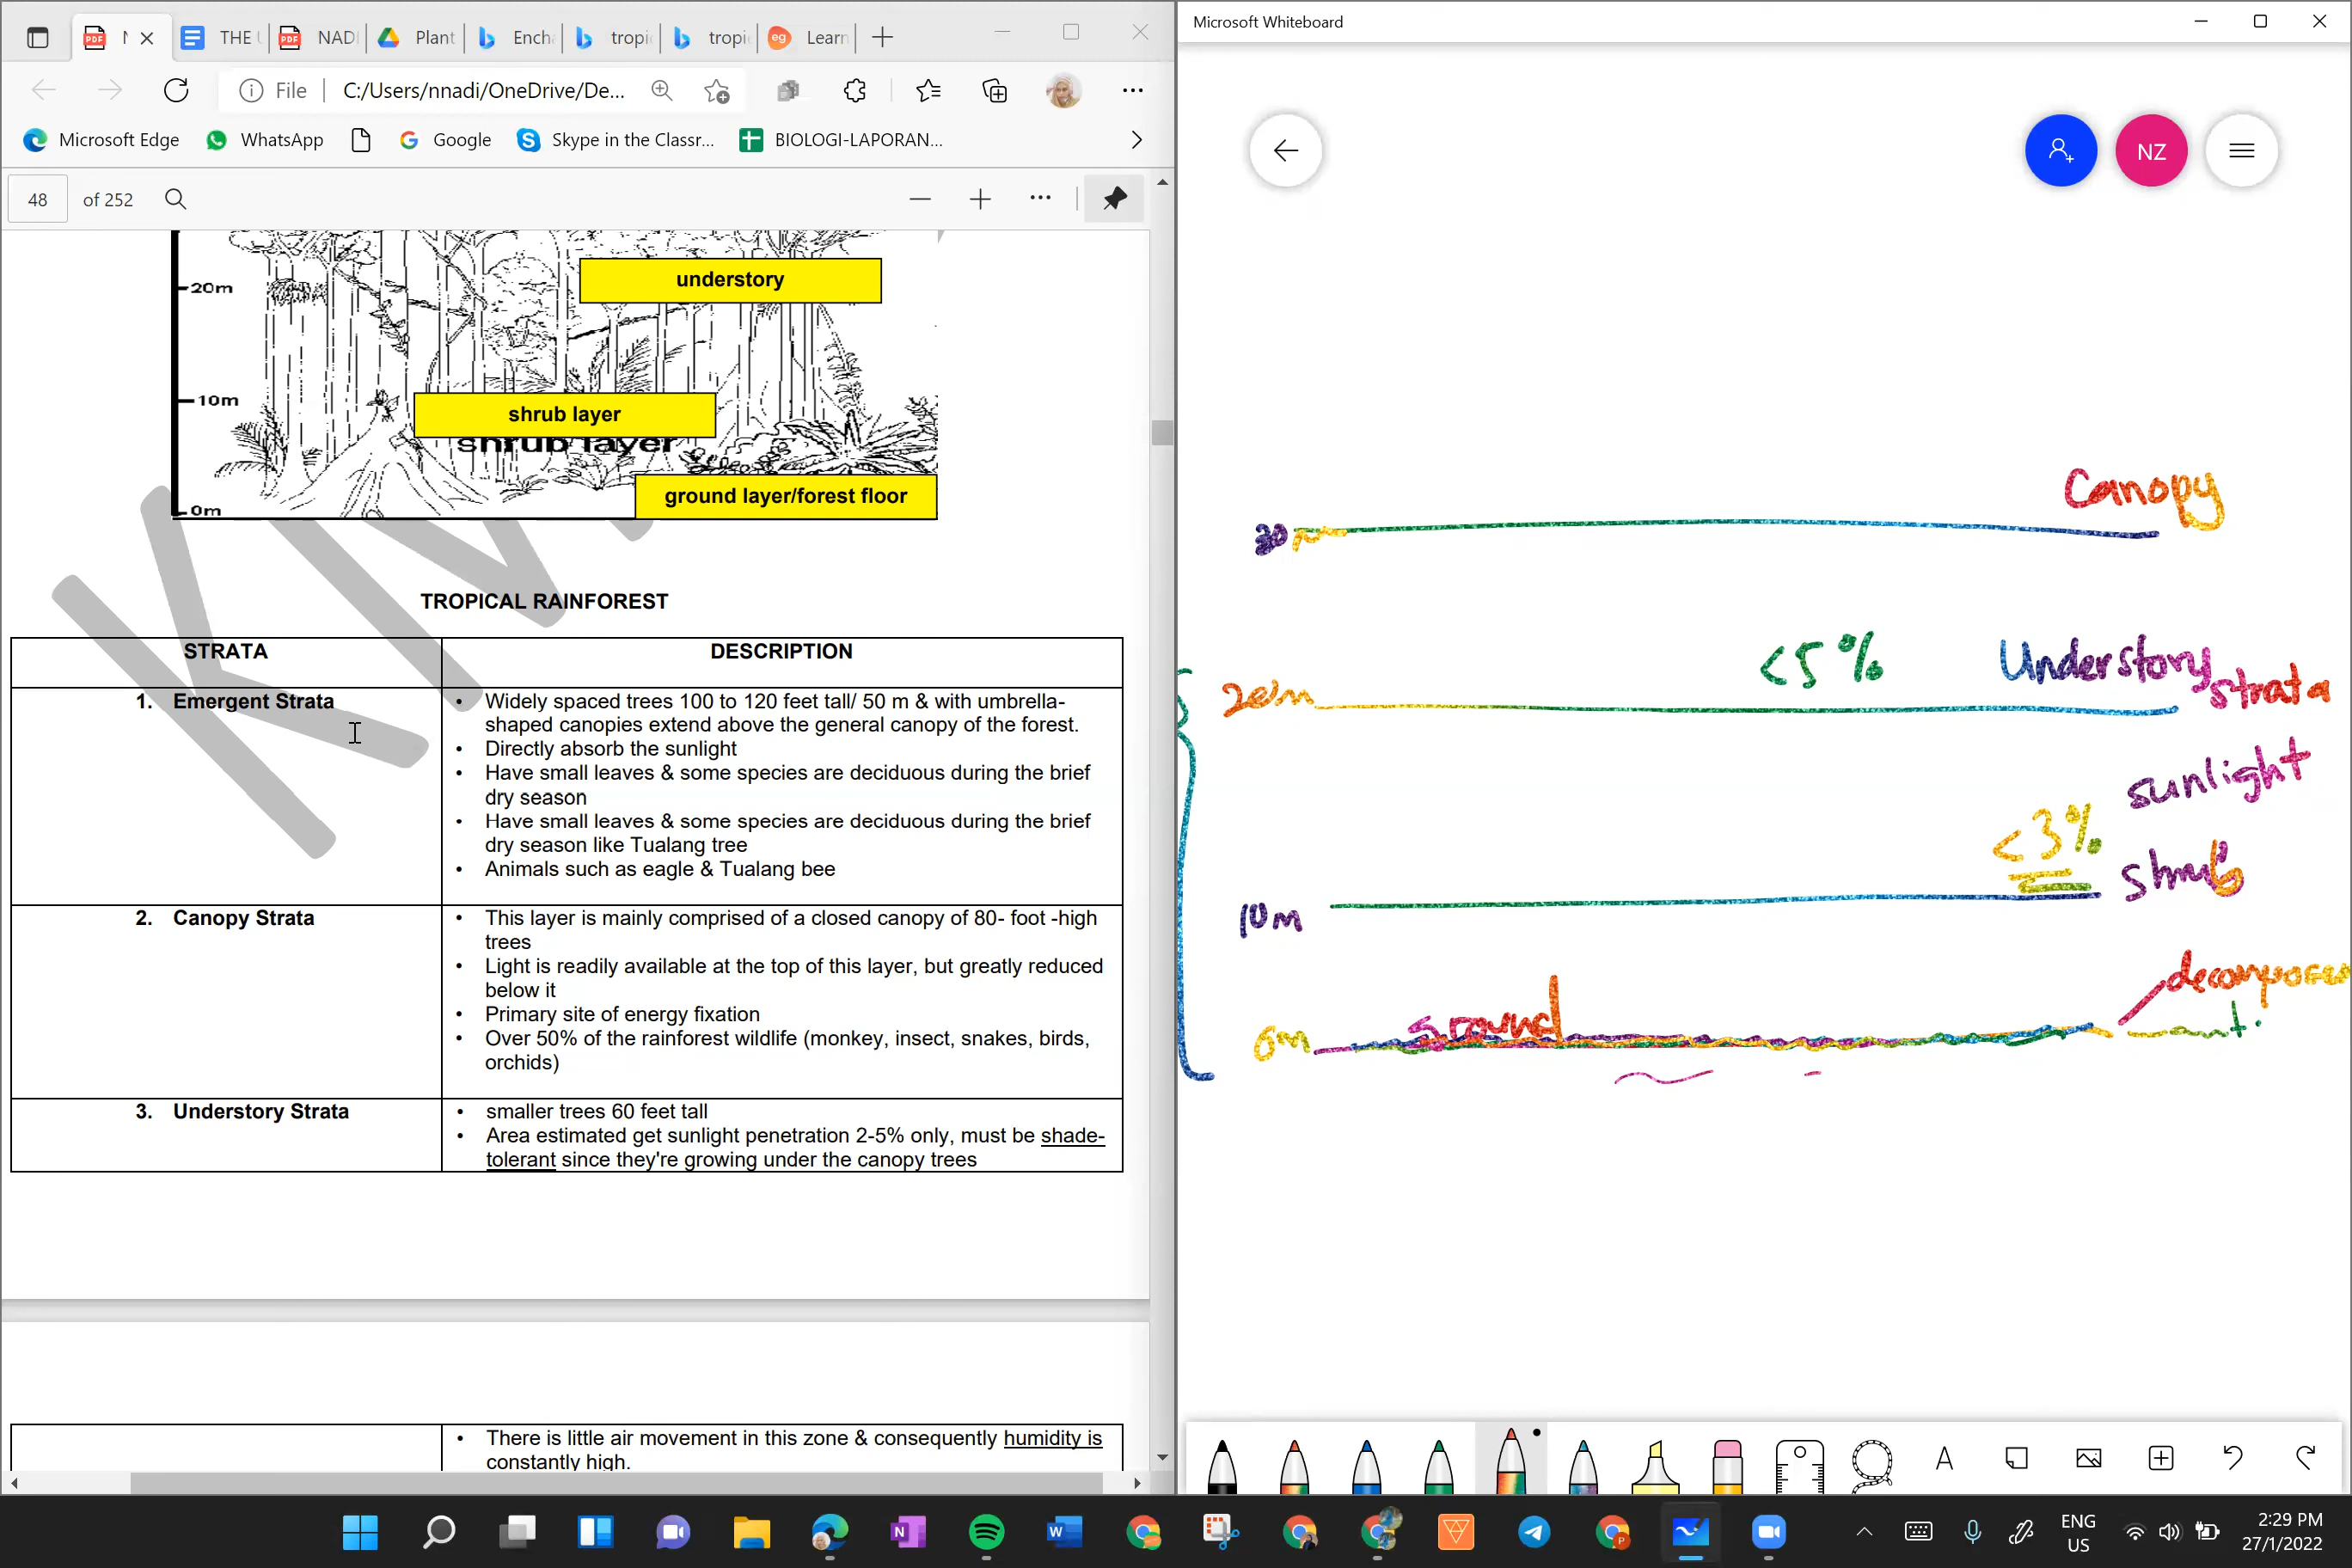 Microsoft Whiteboard
THE
NAD
Plant
Ench
tropi
tropi
Learn
File
C:/Users/nnadi/OneDrive/De...
Microsoft Edge
WhatsApp
Google
Skype in the Classr...
BIOLOGI-LAPORAN...
48 of 252
NZ
understory
20m
shrub layer
shrub layer
10m
ground layer/forest floor
0m
TROPICAL RAINFOREST
STRATA
DESCRIPTION
1. Emergent Strata
• Widely spaced trees 100 to 120 feet tall/ 50 m & with umbrella-
shaped canopies extend above the general canopy of the forest.
• Directly absorb the sunlight
• Have small leaves & some species are deciduous during the brief
dry season
• Have small leaves & some species are deciduous during the brief
dry season like Tualang tree
• Animals such as eagle & Tualang bee
2. Canopy Strata
• This layer is mainly comprised of a closed canopy of 80- foot -high
trees
• Light is readily available at the top of this layer, but greatly reduced
below it
• Primary site of energy fixation
• Over 50% of the rainforest wildlife (monkey, insect, snakes, birds,
orchids)
3. Understory Strata
• smaller trees 60 feet tall
• Area estimated get sunlight penetration 2-5% only, must be shade-
tolerant since they're growing under the canopy trees
• There is little air movement in this zone & consequently humidity is
constantly high.
Canopy
30 m
<5%
Understory
strata
20m
sunlight
<3%
shrub
10m
ground
0m
ENG
US
2:29 PM
27/1/2022